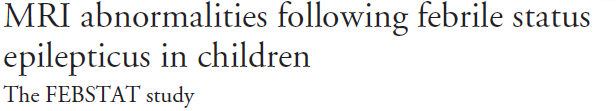 MRI abnormalities following febrile status
epilepticus in children
The FEBSTAT study